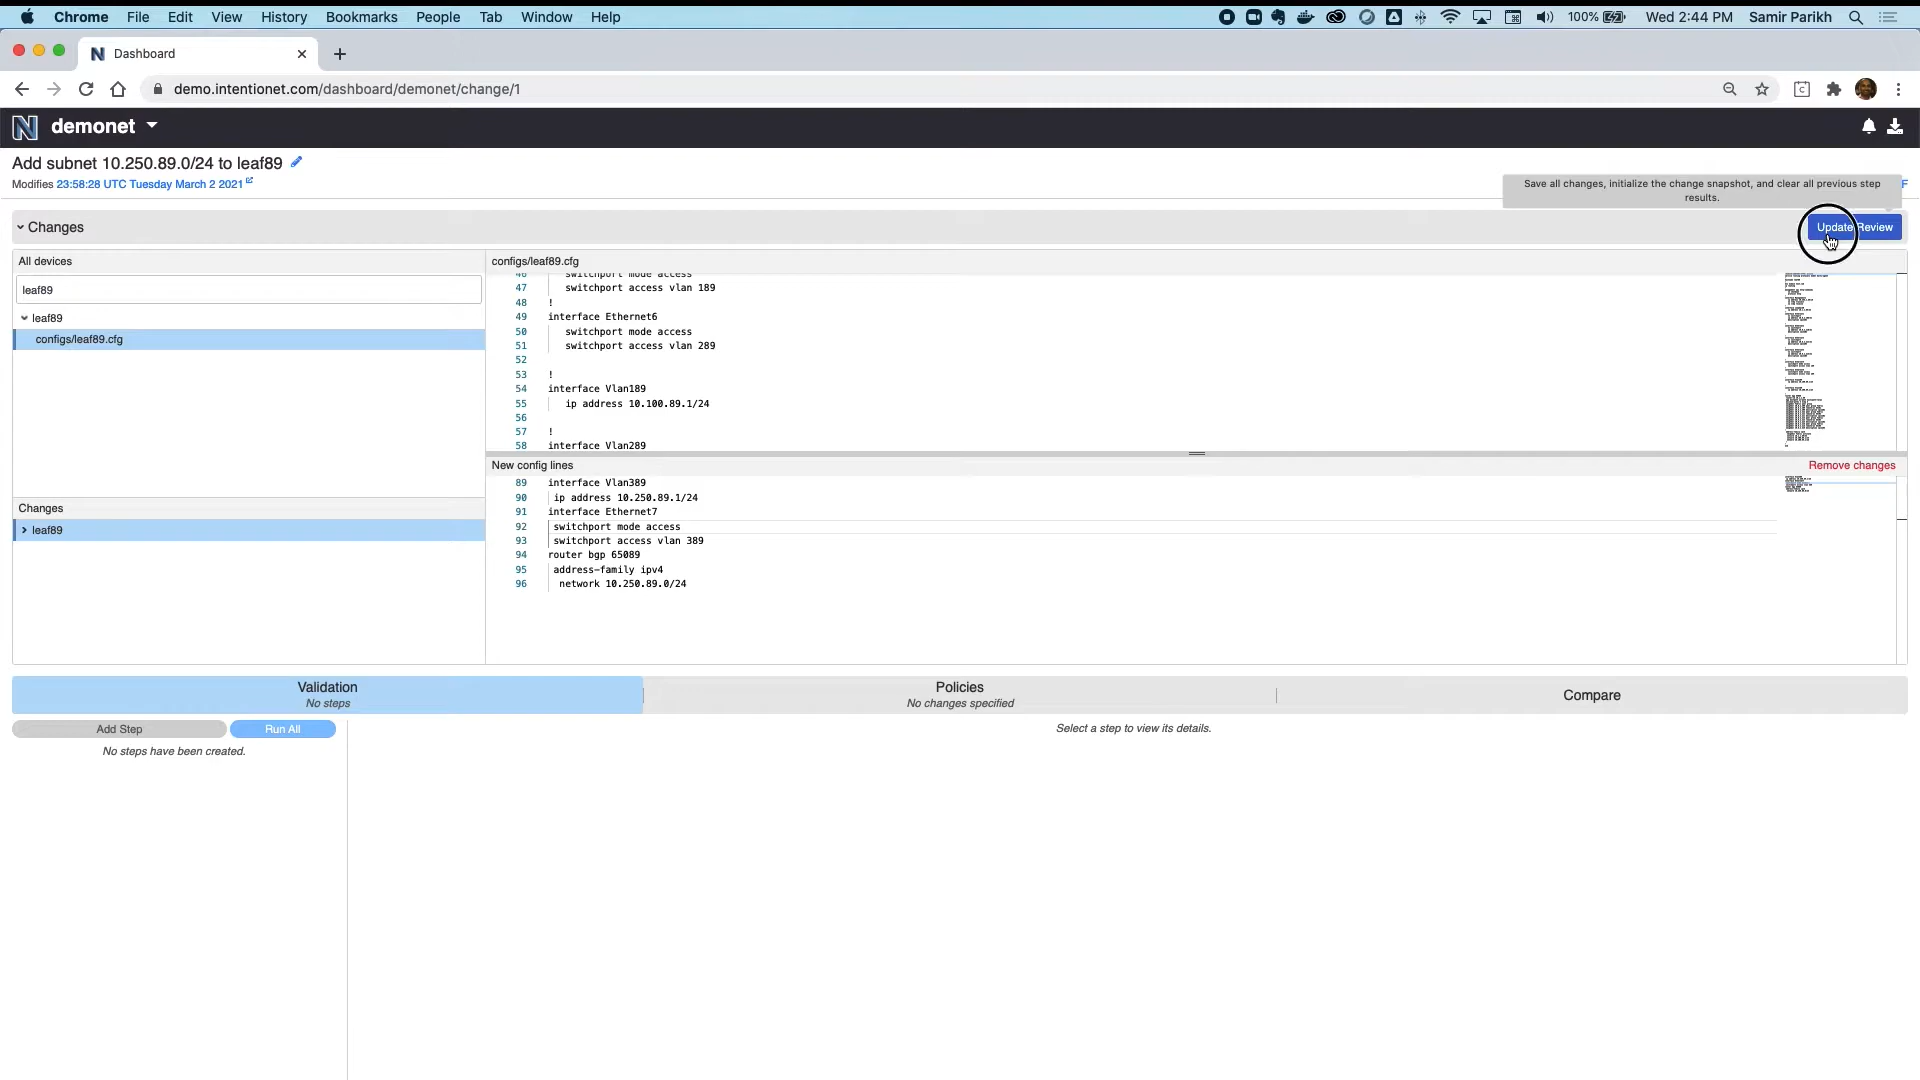 Chrome File Edit View History Bookmarks People Tab Window Help 100% Wed 2:44 PM Samir Parikh
Dashboard
demo.intentionet.com/dashboard/demonet/change/1
demonet
Add subnet 10.250.89.0/24 to leaf89
Modifies 23:58:28 UTC Tuesday March 2 2021
Save all changes, initialize the change snapshot, and clear all previous step
results.
Changes
Update Review
All devices
leaf89
leaf89
configs/leaf89.cfg
Changes
leaf89
configs/leaf89.cfg
46 switchport mode access
47 switchport access vlan 189
48 !
49 interface Ethernet6
50 switchport mode access
51 switchport access vlan 289
52
53 !
54 interface Vlan189
55 ip address 10.100.89.1/24
56
57 !
58 interface Vlan289
New config lines
Remove changes
89 interface Vlan389
90 ip address 10.250.89.1/24
91 interface Ethernet7
92 switchport mode access
93 switchport access vlan 389
94 router bgp 65089
95 address-family ipv4
96 network 10.250.89.0/24
Validation
No steps
Policies
No changes specified
Compare
Add Step
Run All
No steps have been created.
Select a step to view its details.